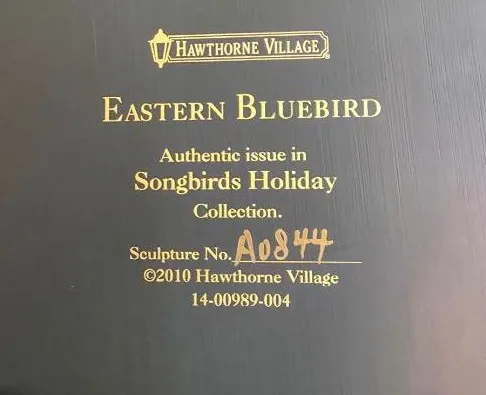 HAWTHORNE VILLAGE
EASTERN BLUEBIRD
Authentic issue in
Songbirds Holiday
Collection.
Sculpture No. A0844
©2010 Hawthorne Village
14-00989-004